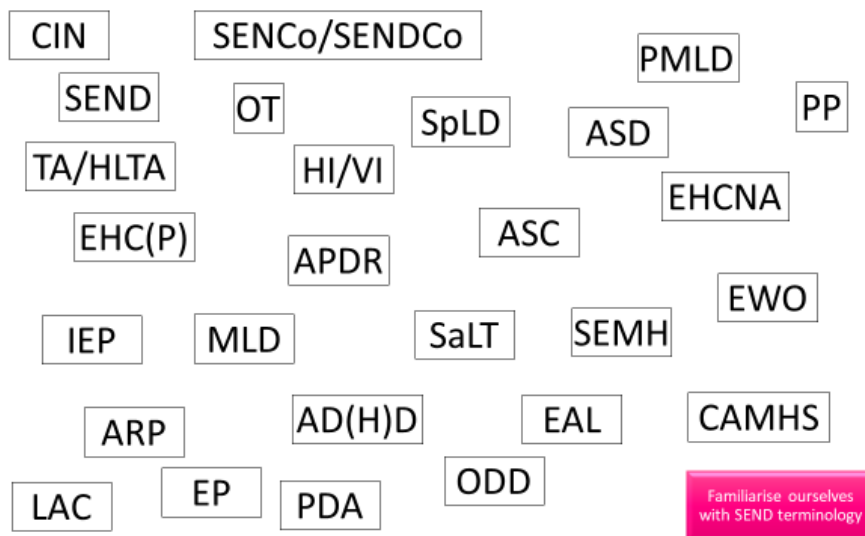 CIN
SENCo/SENDCo
PMLD
SEND
OT
SpLD
ASD
PP
TA/HLTA
HI/VI
EHCNA
EHC(P)
APDR
ASC
EWO
IEP
MLD
SaLT
SEMH
ARP
AD(H)D
EAL
CAMHS
LAC
EP
PDA
ODD
Familiarise ourselves
with SEND terminology